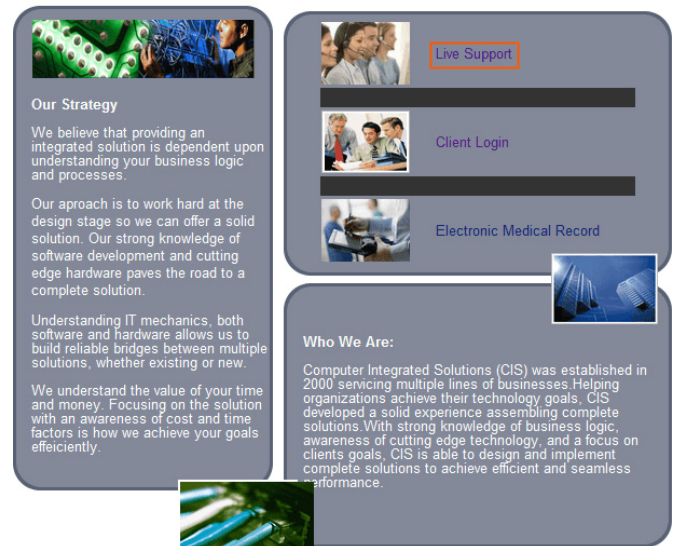 Our Strategy
We believe that providing an
integrated solution is dependent upon
understanding your business logic
and processes.
Our aproach is to work hard at the
design stage so we can offer a solid
solution. Our strong knowledge of
software development and cutting
edge hardware paves the road to a
complete solution.
Understanding IT mechanics, both
software and hardware allows us to
build reliable bridges between multiple
solutions, whether existing or new.
We understand the value of your time
and money. Focusing on the solution
with an awareness of cost and time
factors is how we achieve your goals
effeiciently.
Live Support
Client Login
Electronic Medical Record
Who We Are:
Computer Integrated Solutions (CIS) was established in
2000 servicing multiple lines of businesses.Helping
organizations achieve their technology goals, CIS
developed a solid experience assembling complete
solutions.With strong knowledge of business logic,
awareness of cutting edge technology, and a focus on
clients goals, CIS is able to design and implement
complete solutions to achieve efficient and seamless
performance.